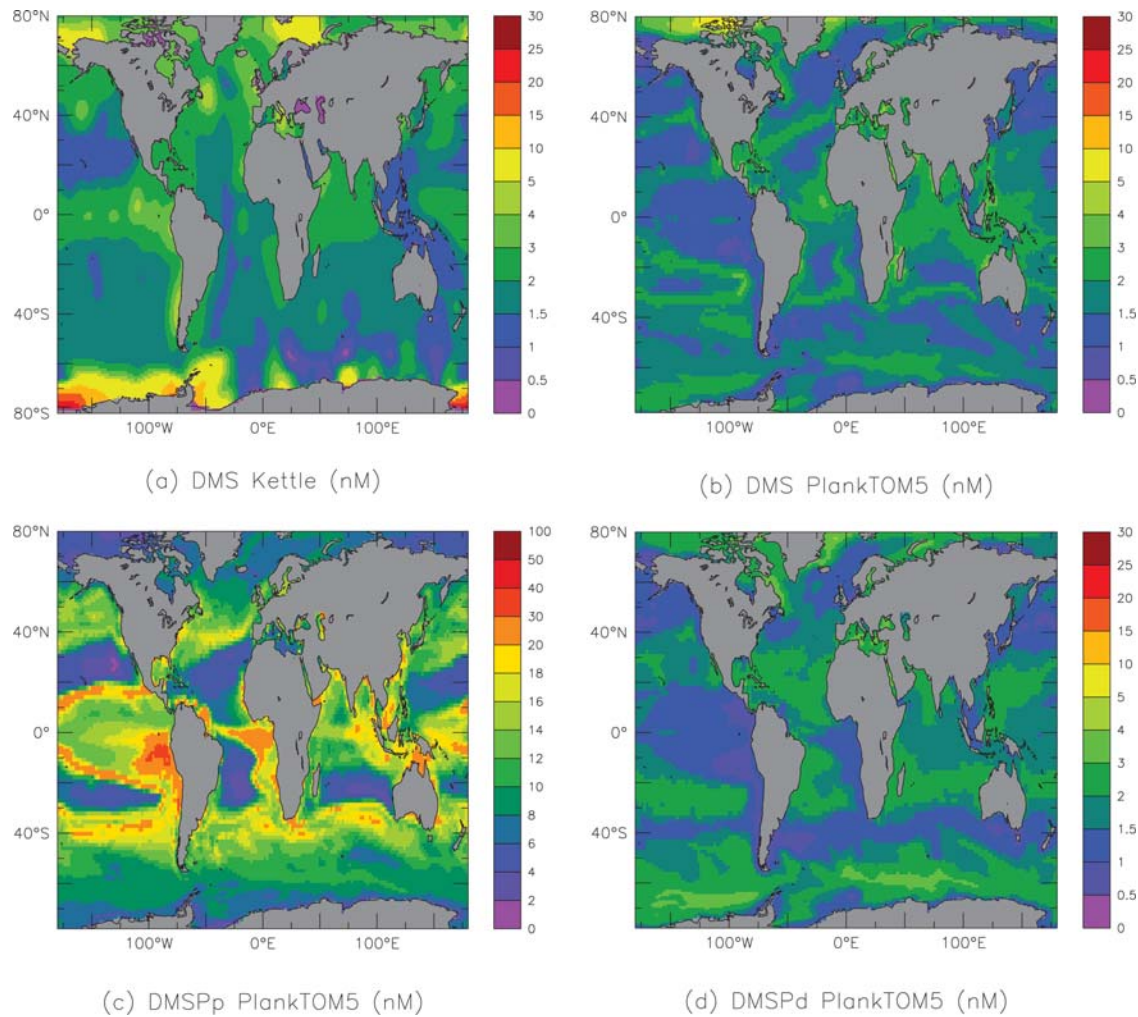 80°N
40°N
0°
40°S
80°S
100°W 0°E 100°E
30
25
20
15
10
5
4
3
2
1.5
1
0.5
0
(a) DMS Kettle (nM)
80°N
40°N
0°
40°S
100°W 0°E 100°E
30
25
20
15
10
5
4
3
2
1.5
1
0.5
0
(b) DMS PlankTOM5 (nM)
80°N
40°N
0°
40°S
100°W 0°E 100°E
100
50
40
30
20
18
16
14
12
10
8
6
4
2
0
(c) DMSPp PlankTOM5 (nM)
80°N
40°N
0°
40°S
100°W 0°E 100°E
30
25
20
15
10
5
4
3
2
1.5
1
0.5
0
(d) DMSPd PlankTOM5 (nM)